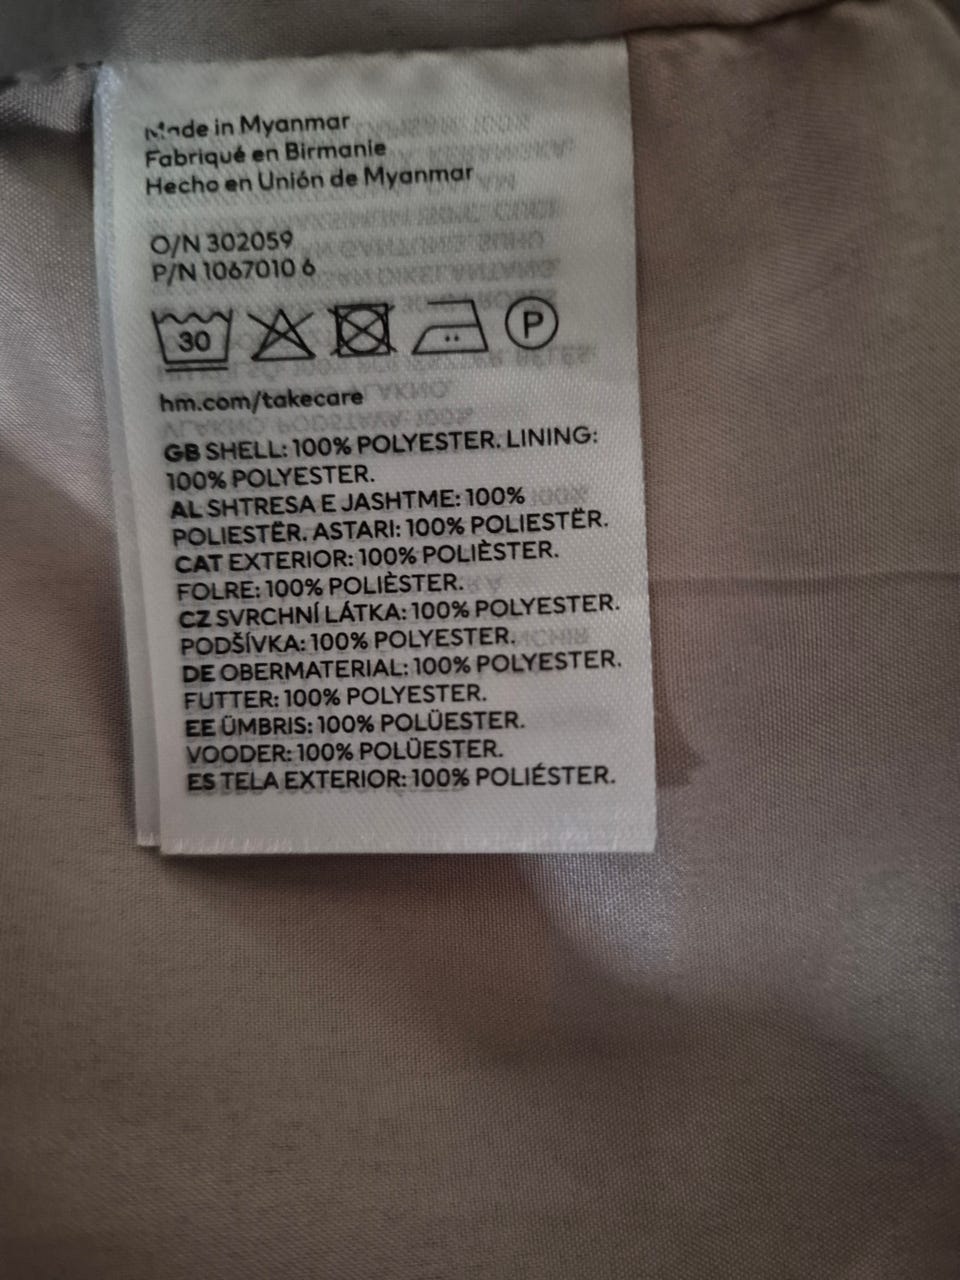 Made in Myanmar
Fabriqué en Birmanie
Hecho en Unión de Myanmar
O/N 302059
P/N 1067010 6
30 P
hm.com/takecare
GB SHELL: 100% POLYESTER. LINING:
100% POLYESTER.
AL SHTRESA E JASHTME: 100%
POLIESTËR. ASTARI: 100% POLIESTËR.
CAT EXTERIOR: 100% POLIÈSTER.
FOLRE: 100% POLIÈSTER.
CZ SVRCHNÍ LÁTKA: 100% POLYESTER.
PODŠÍVKA: 100% POLYESTER.
DE OBERMATERIAL: 100% POLYESTER.
FUTTER: 100% POLYESTER.
EE ÜMBRIS: 100% POLÜESTER.
VOODER: 100% POLÜESTER.
ES TELA EXTERIOR: 100% POLIÉSTER.